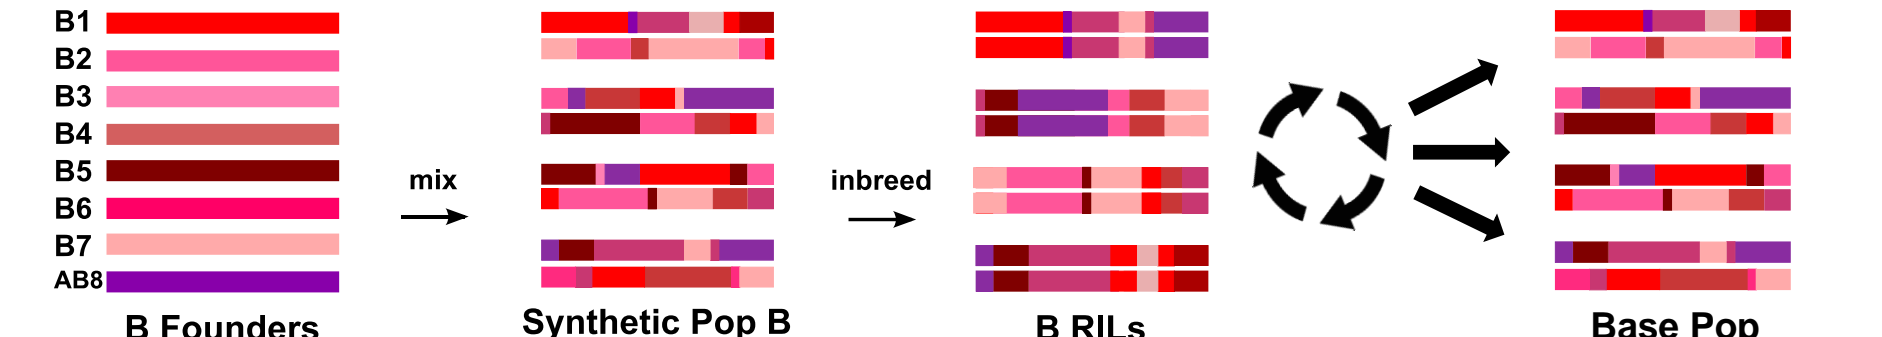 B1
B2
B3
B4
B5
B6
B7
AB8
B Founders
mix
Synthetic Pop B
inbreed
B RILs
Base Pop